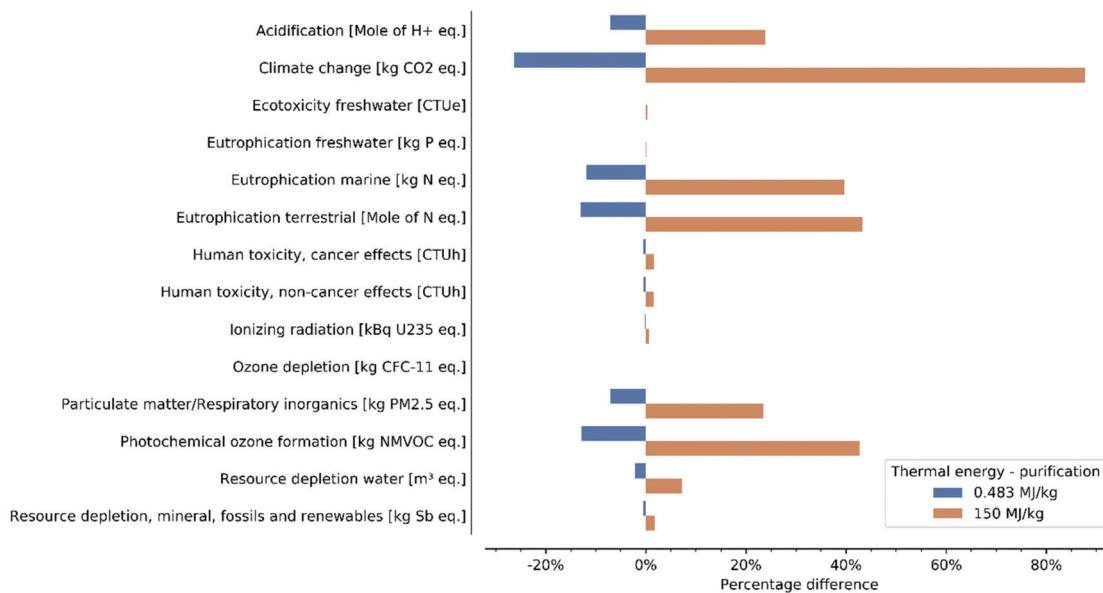 Acidification [Mole of H+ eq.]
Climate change [kg CO2 eq.]
Ecotoxicity freshwater [CTUe]
Eutrophication freshwater [kg P eq.]
Eutrophication marine [kg N eq.]
Eutrophication terrestrial [Mole of N eq.]
Human toxicity, cancer effects [CTUh]
Human toxicity, non-cancer effects [CTUh]
Ionizing radiation [kBq U235 eq.]
Ozone depletion [kg CFC-11 eq.]
Particulate matter/Respiratory inorganics [kg PM2.5 eq.]
Photochemical ozone formation [kg NMVOC eq.]
Resource depletion water [m³ eq.]
Resource depletion, mineral, fossils and renewables [kg Sb eq.]
Thermal energy - purification
0.483 MJ/kg
150 MJ/kg
-20% 0% 20% 40% 60% 80%
Percentage difference